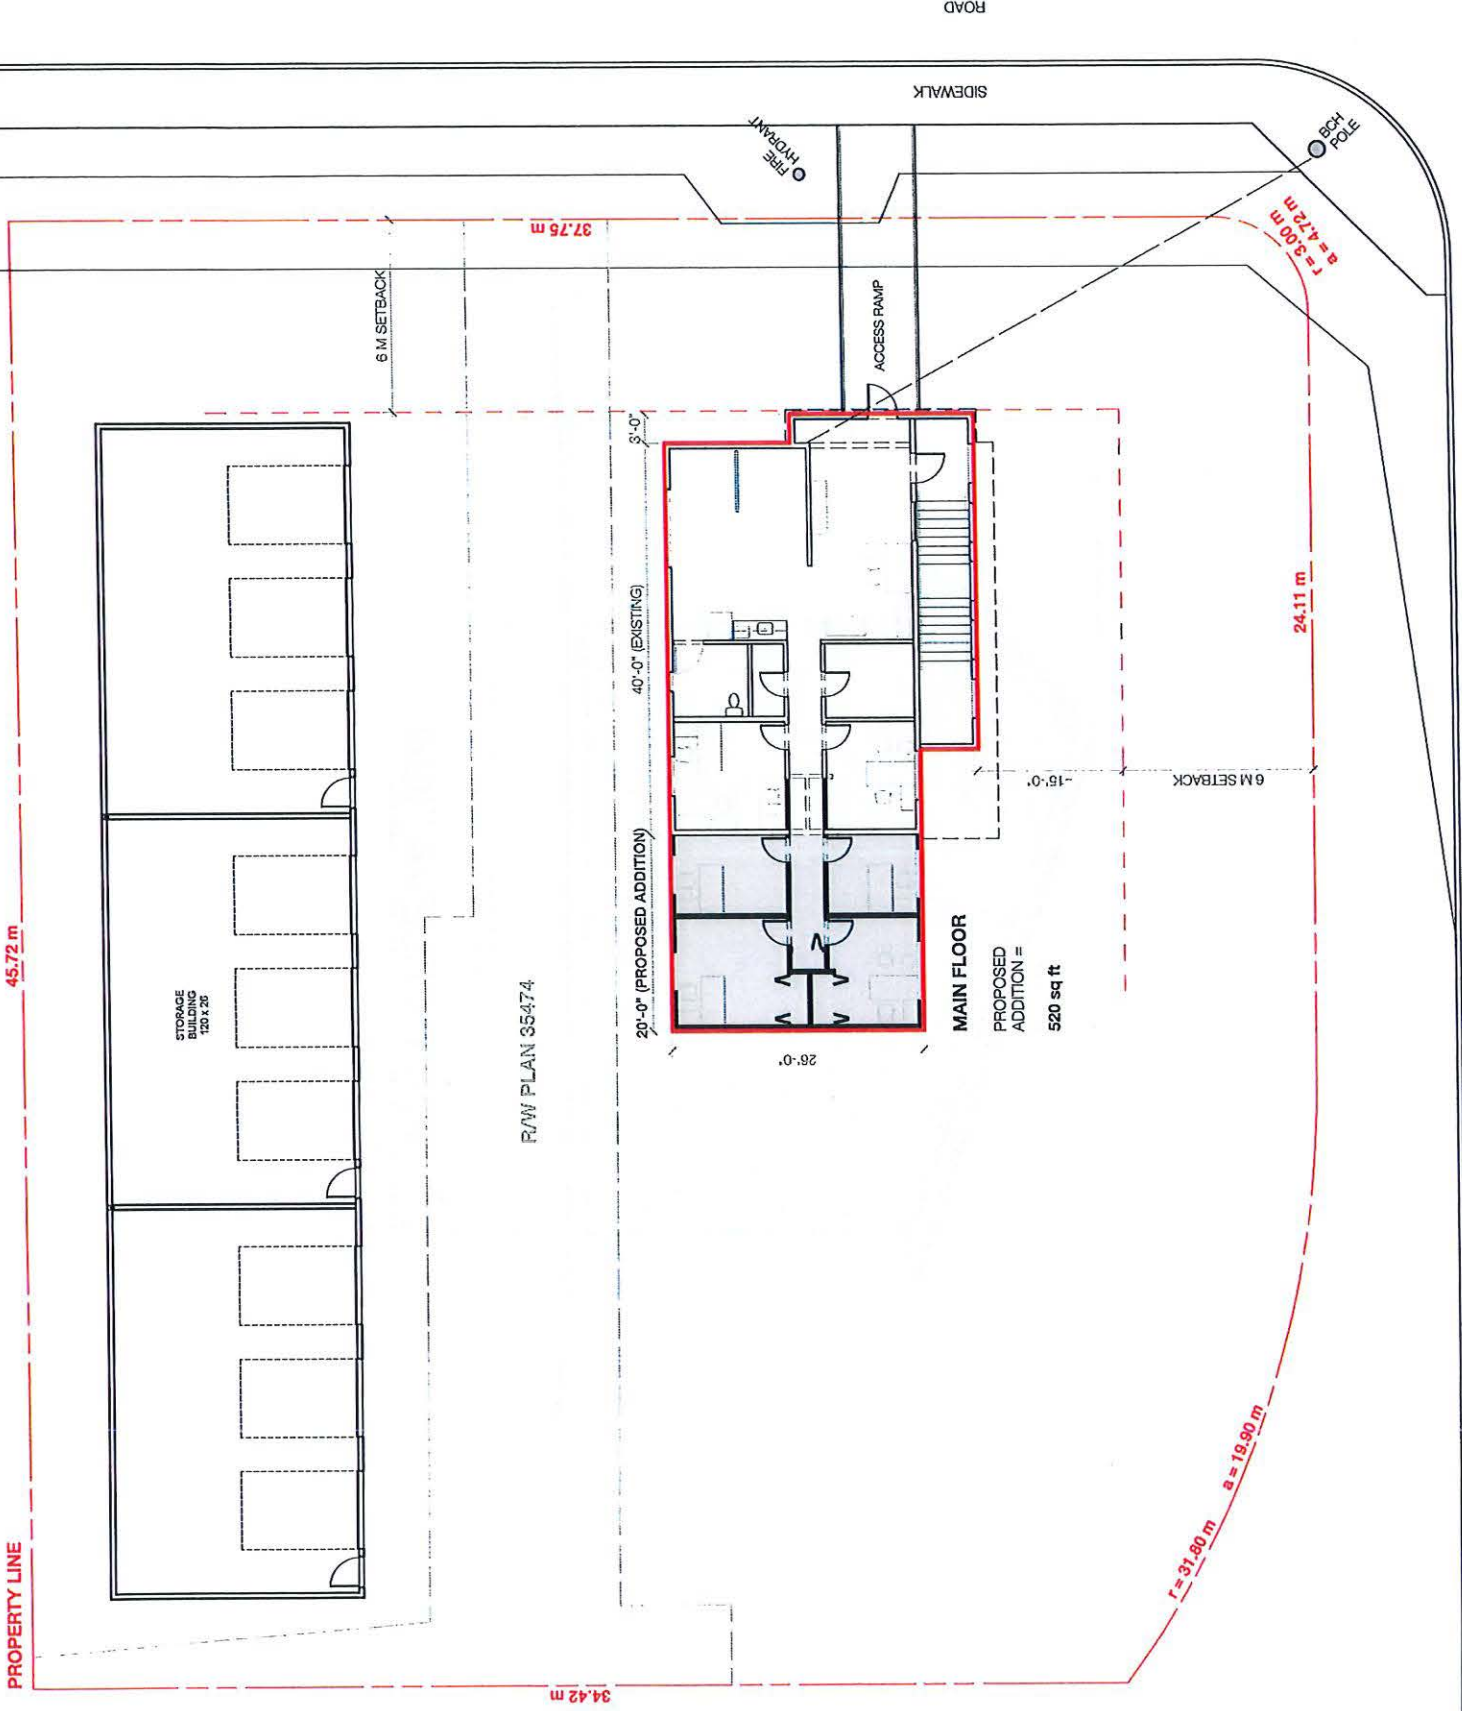 ROAD
SIDEWALK
FIRE
HYDRANT
BCH
POLE
37.75 m
r = 3.00 m
a = 4.72 m
6 M SETBACK
ACCESS RAMP
3'-0"
40'-0" (EXISTING)
24.11 m
~15'-0"
6 M SETBACK
20'-0" (PROPOSED ADDITION)
45.72 m
STORAGE
BUILDING
120 x 26
R/W PLAN 35474
MAIN FLOOR
PROPOSED
ADDITION =
520 sq ft
26'-0"
PROPERTY LINE
r = 31.80 m
a = 19.90 m
34.42 m